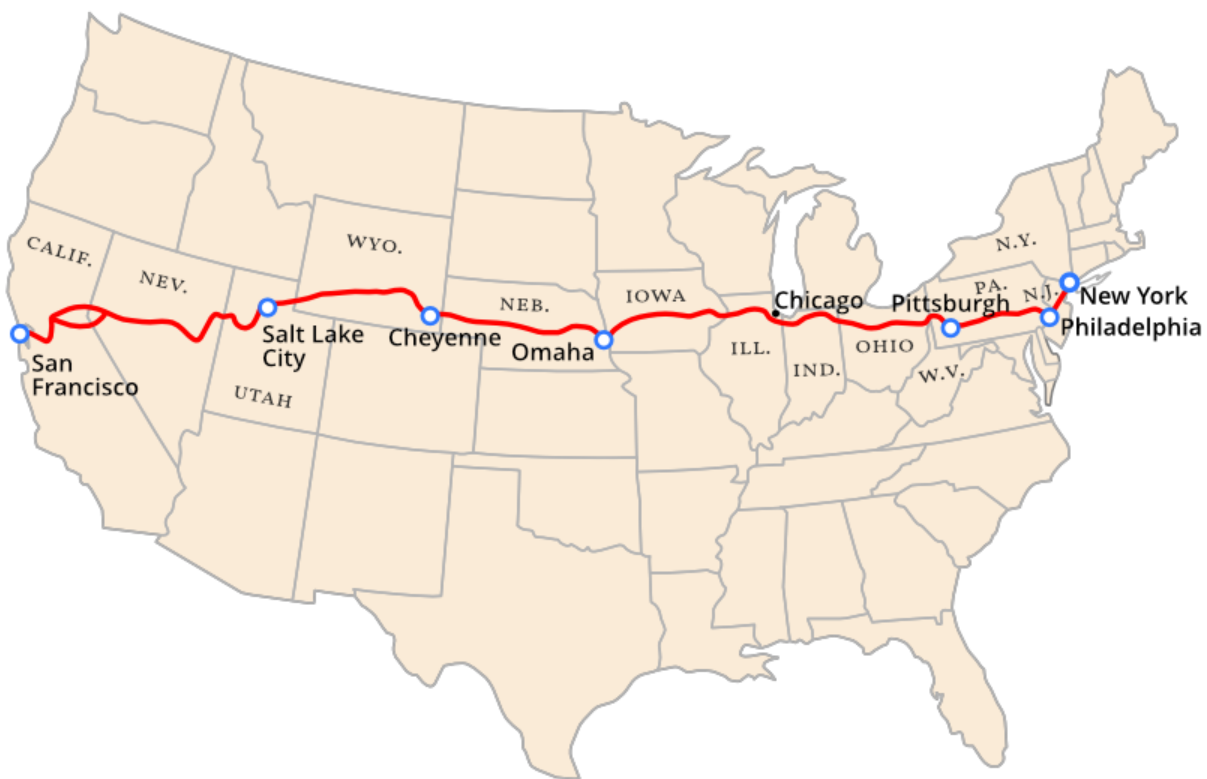 N.Y.
CALIF.
WYO.
NEV.
PA.
N.J.
NEB.
IOWA
Chicago
Pittsburgh
New York
Philadelphia
Salt Lake
City
Cheyenne
Omaha
San
Francisco
ILL.
IND.
OHIO
W.V.
UTAH